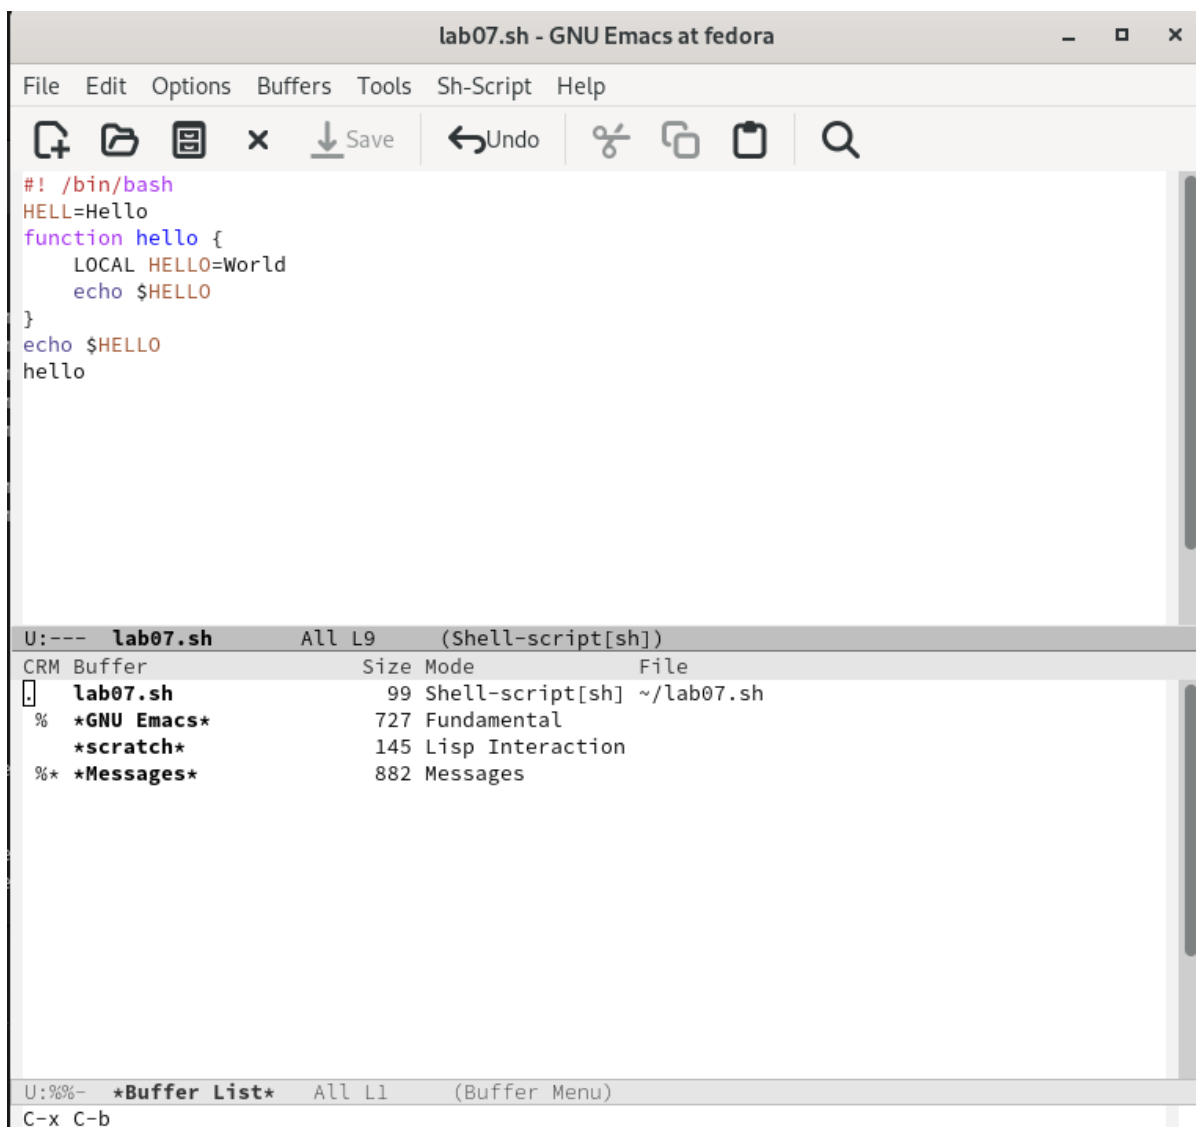 lab07.sh - GNU Emacs at fedora
File Edit Options Buffers Tools Sh-Script Help
Save Undo
#! /bin/bash
HELL=Hello
function hello {
    LOCAL HELLO=World
    echo $HELLO
}
echo $HELLO
hello
U:--- lab07.sh All L9 (Shell-script[sh])
CRM Buffer Size Mode File
. lab07.sh 99 Shell-script[sh] ~/lab07.sh
% *GNU Emacs* 727 Fundamental
*scratch* 145 Lisp Interaction
%* *Messages* 882 Messages
U:%%- *Buffer List* All L1 (Buffer Menu)
C-x C-b